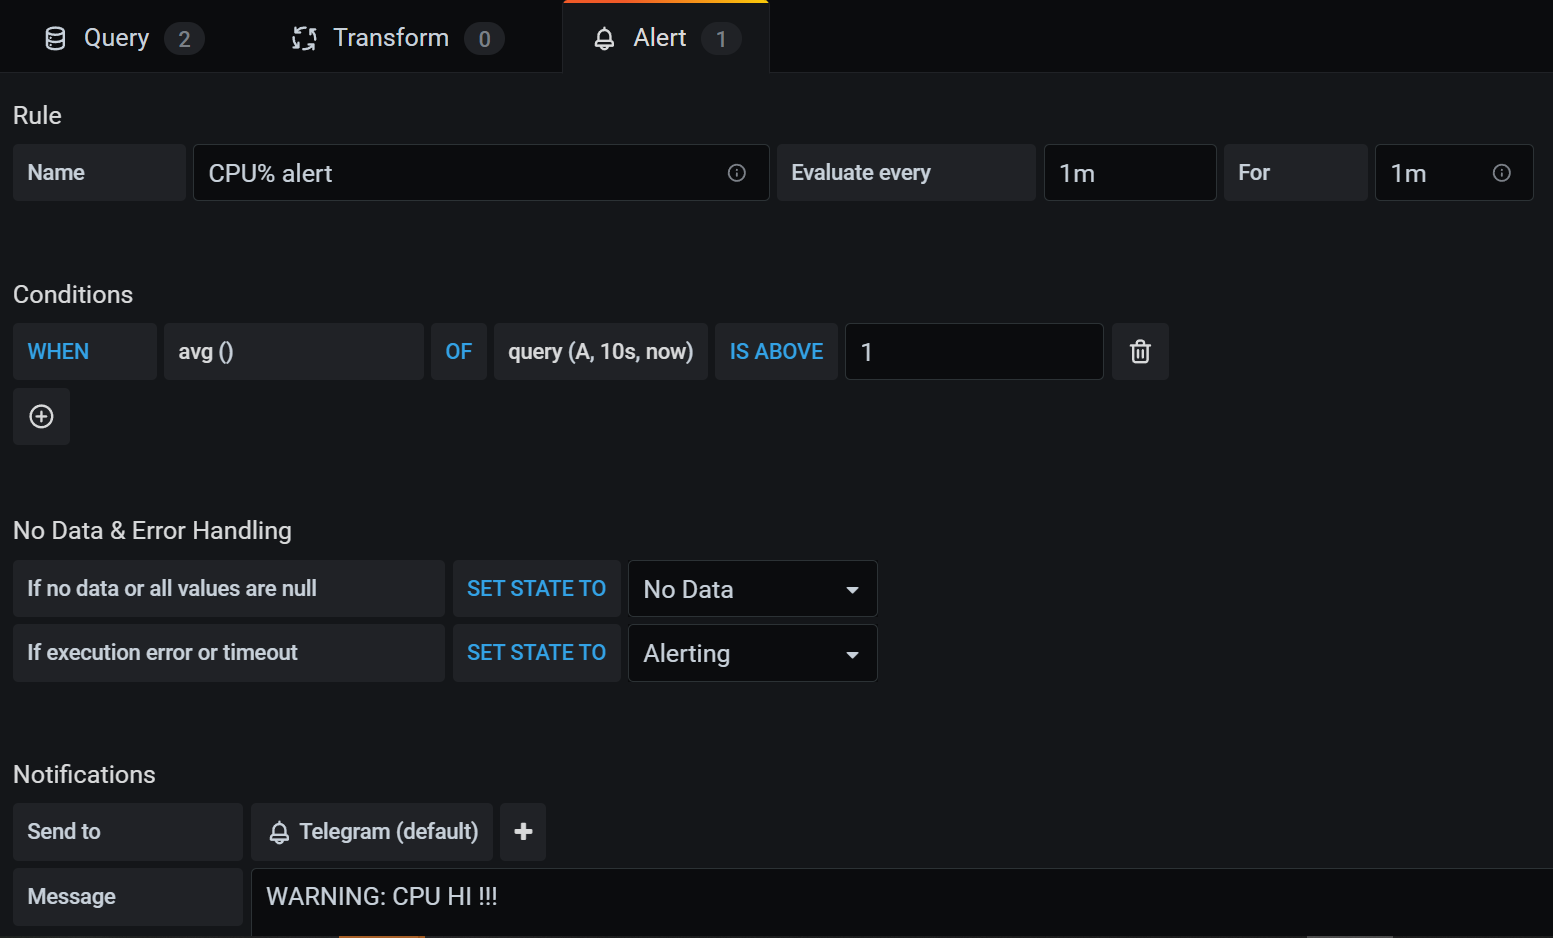 Query 2 Transform 0 Alert 1
Rule
Name CPU% alert Evaluate every 1m For 1m
Conditions
WHEN avg () OF query (A, 10s, now) IS ABOVE 1
No Data & Error Handling
If no data or all values are null SET STATE TO No Data
If execution error or timeout SET STATE TO Alerting
Notifications
Send to Telegram (default)
Message WARNING: CPU HI !!!